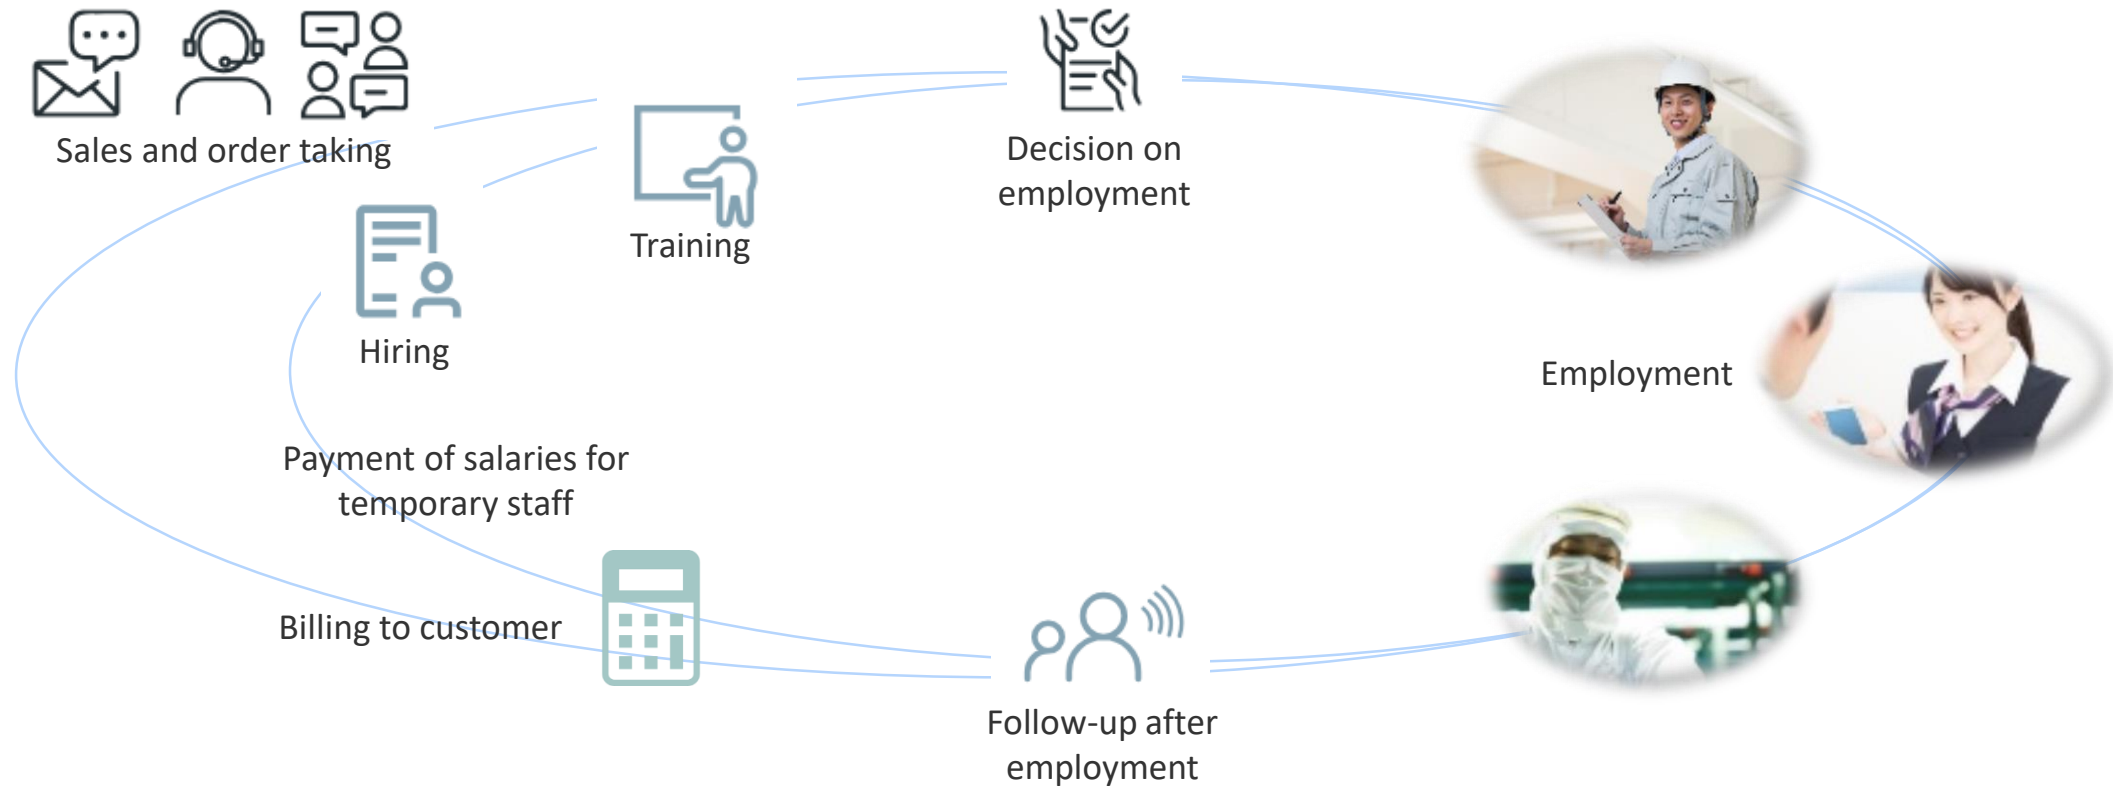 Sales and order taking
Decision on
employment
Training
Hiring
Employment
Payment of salaries for
temporary staff
Billing to customer
Follow-up after
employment